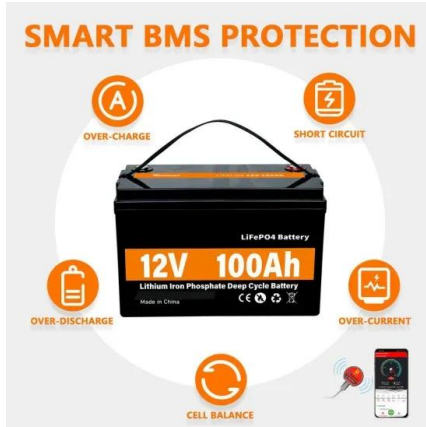 SMART BMS PROTECTION
A
OVER-CHARGE
SHORT CIRCUIT
LiFePO4 Battery
12V 100Ah
Lithium Iron Phosphate Deep Cycle Battery
Made in China
CE
OVER-DISCHARGE
OVER-CURRENT
CELL BALANCE